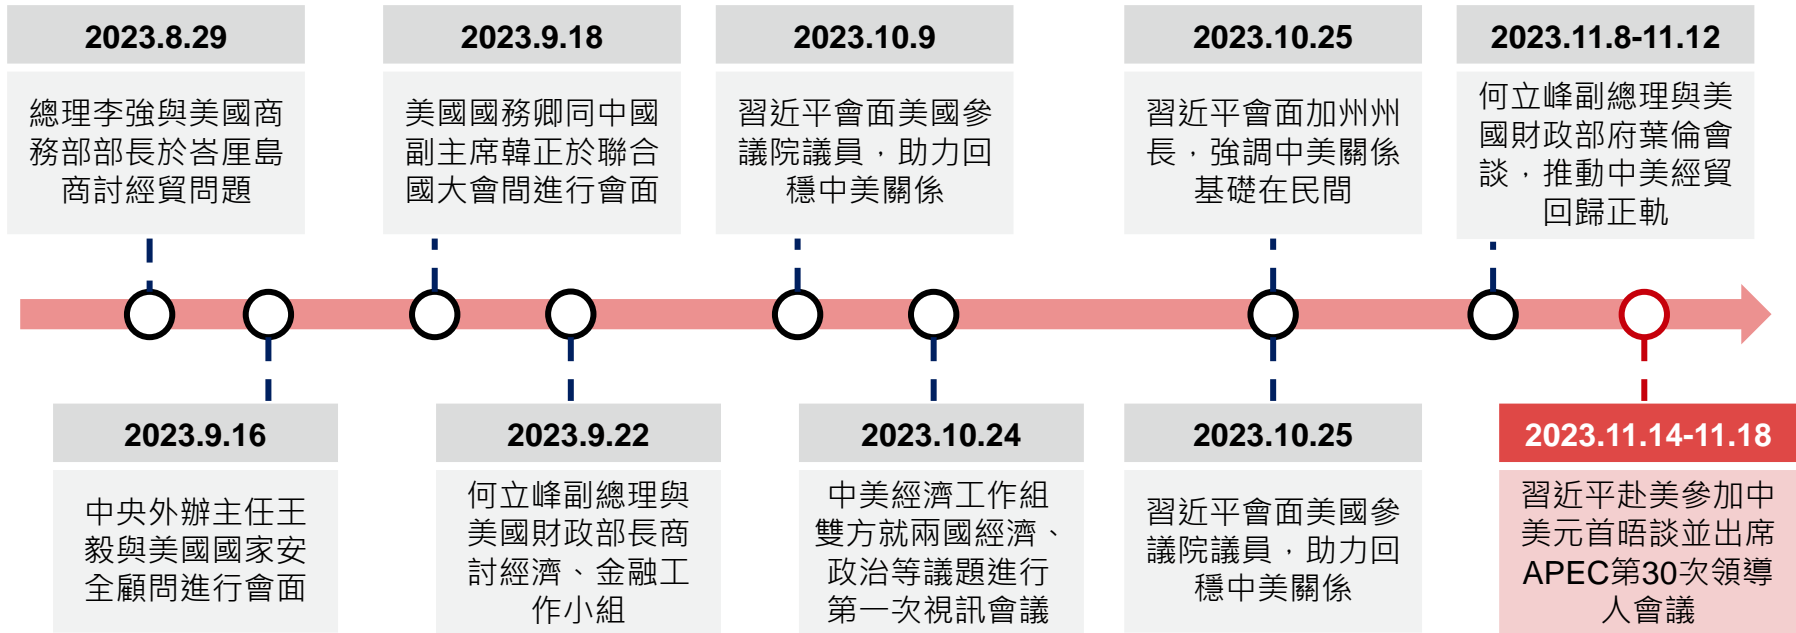 2023.8.29
總理李強與美國商
務部部長於峇厘島
商討經貿問題
2023.9.18
美國國務卿同中國
副主席韓正於聯合
國大會間進行會面
2023.10.9
習近平會面美國參
議院議員，助力回
穩中美關係
2023.10.25
習近平會面加州州
長，強調中美關係
基礎在民間
2023.11.8-11.12
何立峰副總理與美
國財政部府葉倫會
談，推動中美經貿
回歸正軌
2023.9.16
中央外辦主任王
毅與美國國家安
全顧問進行會面
2023.9.22
何立峰副總理與
美國財政部長商
討經濟、金融工
作小組
2023.10.24
中美經濟工作組
雙方就兩國經濟、
政治等議題進行
第一次視訊會議
2023.10.25
習近平會面美國參
議院議員，助力回
穩中美關係
2023.11.14-11.18
習近平赴美參加中
美元首晤談並出席
APEC第30次領導
人會議